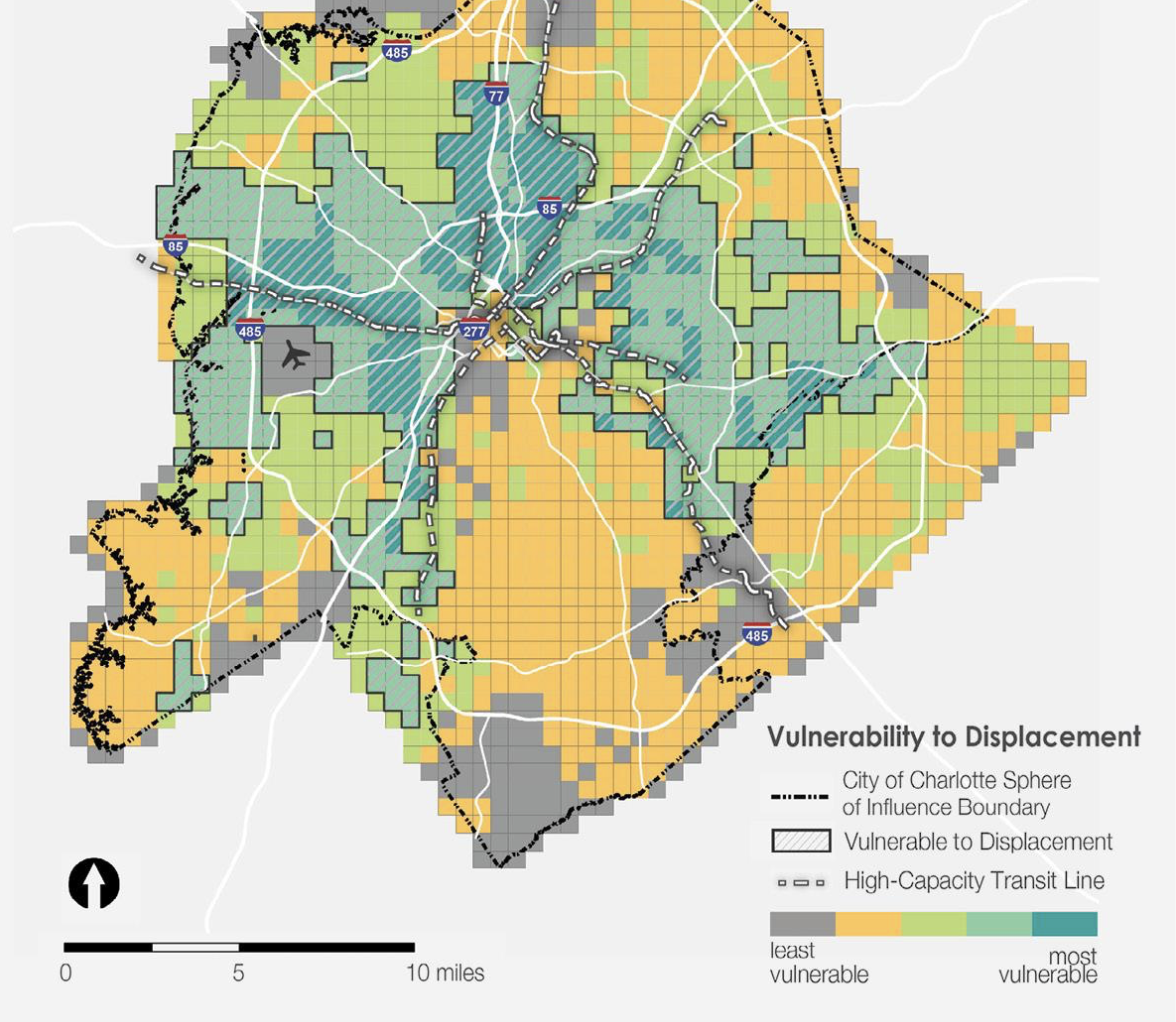 485
77
85
85
485
277
485
Vulnerability to Displacement
City of Charlotte Sphere
of Influence Boundary
Vulnerable to Displacement
High-Capacity Transit Line
least
vulnerable
most
vulnerable
0 5 10 miles